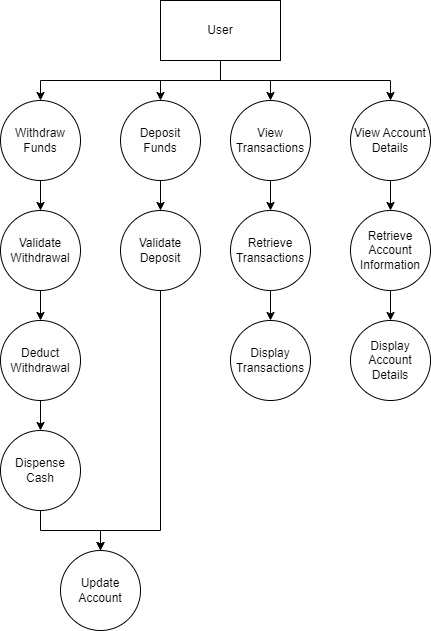 User
Withdraw
Funds
Deposit
Funds
View
Transactions
View Account
Details
Validate
Withdrawal
Validate
Deposit
Retrieve
Transactions
Retrieve
Account
Information
Deduct
Withdrawal
Display
Transactions
Display
Account
Details
Dispense
Cash
Update
Account